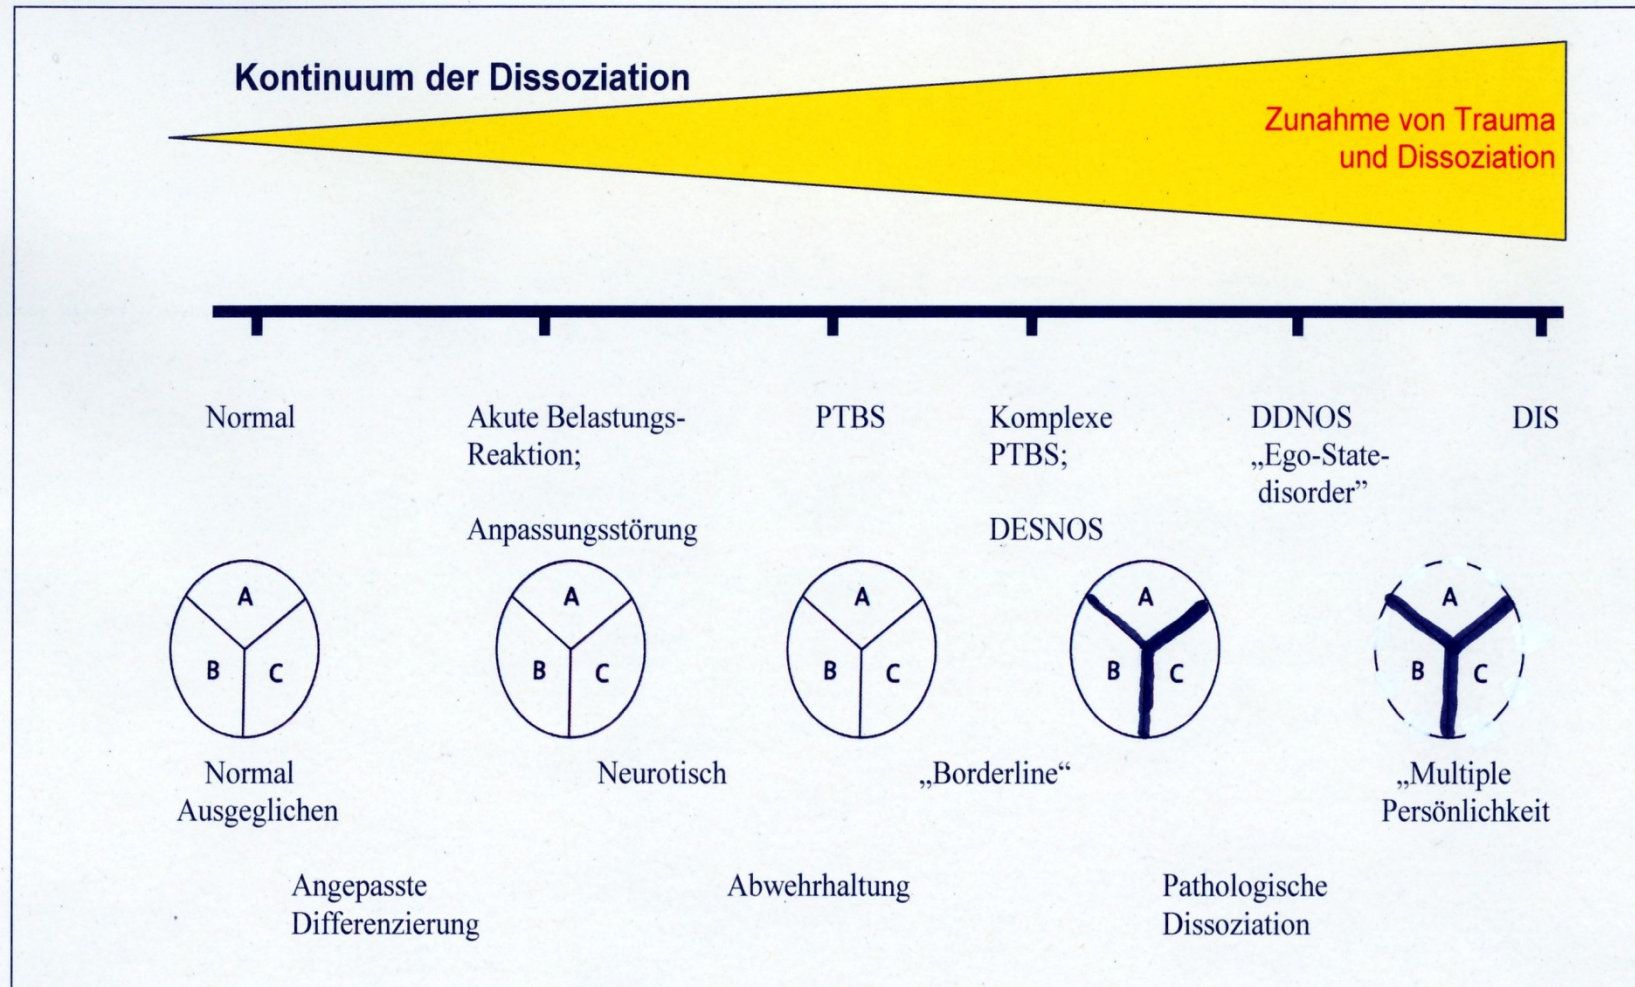 Kontinuum der Dissoziation
Zunahme von Trauma
und Dissoziation
Normal
Akute Belastungs-
Reaktion;
Anpassungsstörung
PTBS
Komplexe
PTBS;
DESNOS
DDNOS
„Ego-State-
disorder”
DIS
A
B
C
A
B
C
A
B
C
A
B
C
A
B
C
Normal
Ausgeglichen
Neurotisch
„Borderline“
„Multiple
Persönlichkeit
Angepasste
Differenzierung
Abwehrhaltung
Pathologische
Dissoziation